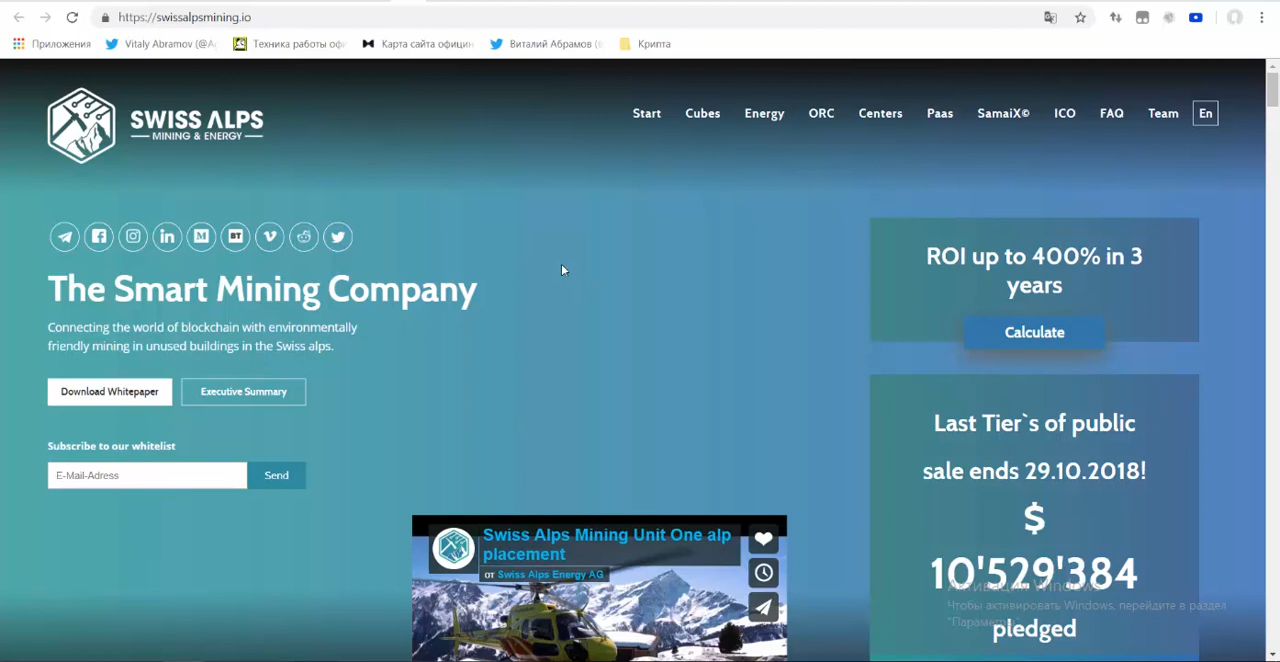 https://swissalpsmining.io
Приложения
Vitaly Abramov (@A
Техника работы оф
Карта сайта официн
Виталий Абрамов (
Крипта
SWISS ALPS
MINING & ENERGY
Start
Cubes
Energy
ORC
Centers
Paas
SamaiX©
ICO
FAQ
Team
En
BT
The Smart Mining Company
Connecting the world of blockchain with environmentally
friendly mining in unused buildings in the Swiss alps.
Download Whitepaper
Executive Summary
Subscribe to our whitelist
E-Mail-Adress
Send
Swiss Alps Mining Unit One alp
placement
от Swiss Alps Energy AG
ROI up to 400% in 3
years
Calculate
Last Tier`s of public
sale ends 29.10.2018!
$
10'529'384
pledged
Активация Windows
Чтобы активировать Windows, перейдите в раздел
"Параметры".